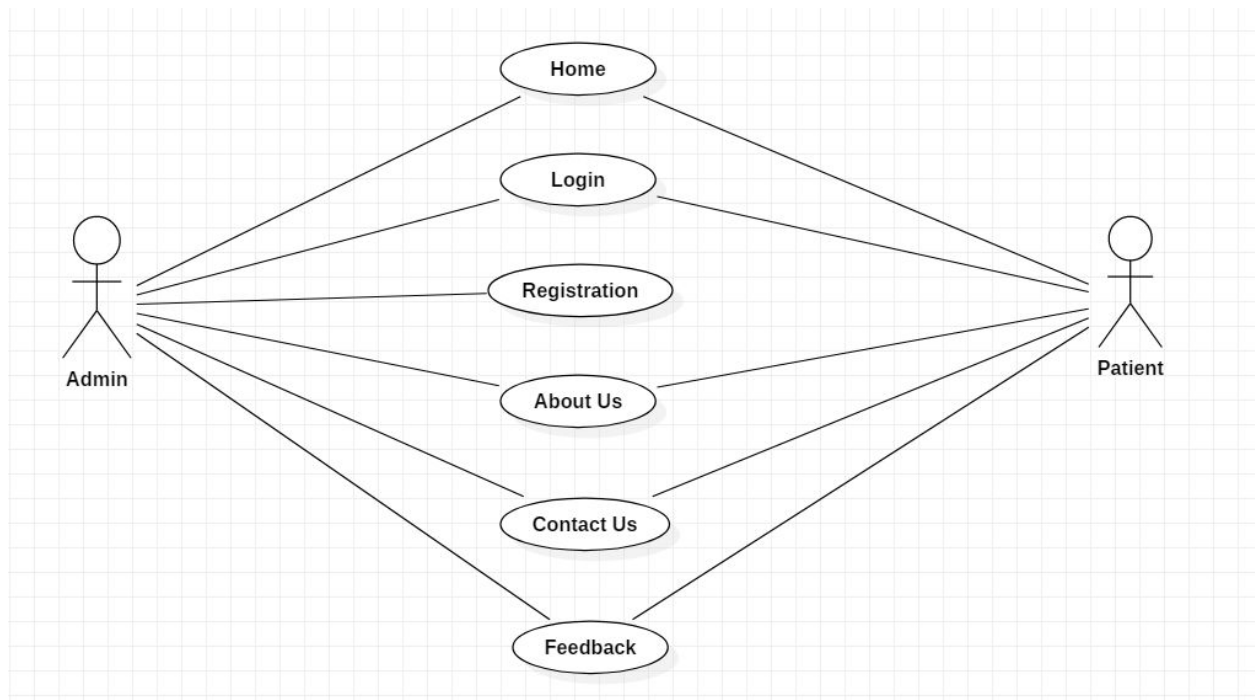 Home
Login
Registration
Admin
Patient
About Us
Contact Us
Feedback